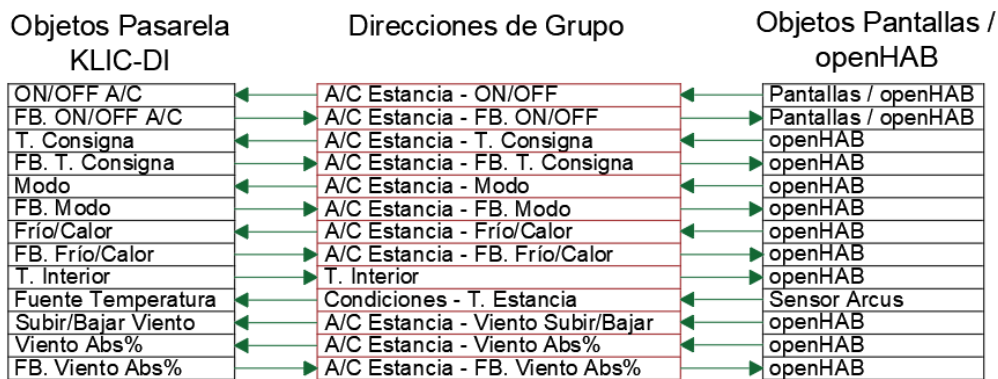 Objetos Pasarela
KLIC-DI
Direcciones de Grupo
Objetos Pantallas /
openHAB
ON/OFF A/C
A/C Estancia - ON/OFF
Pantallas / openHAB
FB. ON/OFF A/C
A/C Estancia - FB. ON/OFF
Pantallas / openHAB
T. Consigna
A/C Estancia - T. Consigna
openHAB
FB. T. Consigna
A/C Estancia - FB. T. Consigna
openHAB
Modo
A/C Estancia - Modo
openHAB
FB. Modo
A/C Estancia - FB. Modo
openHAB
Frío/Calor
A/C Estancia - Frío/Calor
openHAB
FB. Frío/Calor
A/C Estancia - FB. Frío/Calor
openHAB
T. Interior
T. Interior
openHAB
Fuente Temperatura
Condiciones - T. Estancia
Sensor Arcus
Subir/Bajar Viento
A/C Estancia - Viento Subir/Bajar
openHAB
Viento Abs%
A/C Estancia - Viento Abs%
openHAB
FB. Viento Abs%
A/C Estancia - FB. Viento Abs%
openHAB